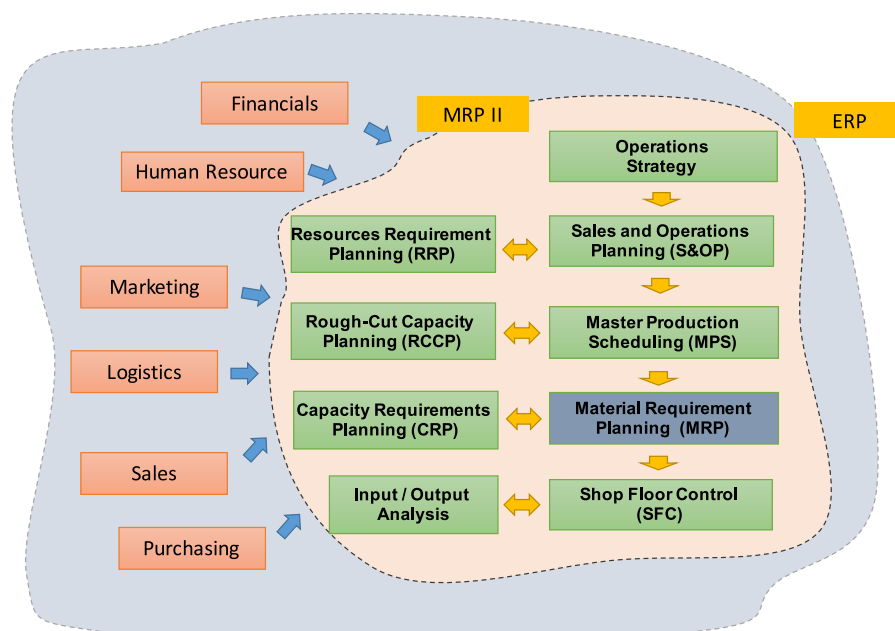 Financials
MRP II
ERP
Human Resource
Operations
Strategy
Resources Requirement
Planning (RRP)
Sales and Operations
Planning (S&OP)
Marketing
Rough-Cut Capacity
Planning (RCCP)
Master Production
Scheduling (MPS)
Logistics
Capacity Requirements
Planning (CRP)
Material Requirement
Planning (MRP)
Sales
Input / Output
Analysis
Shop Floor Control
(SFC)
Purchasing